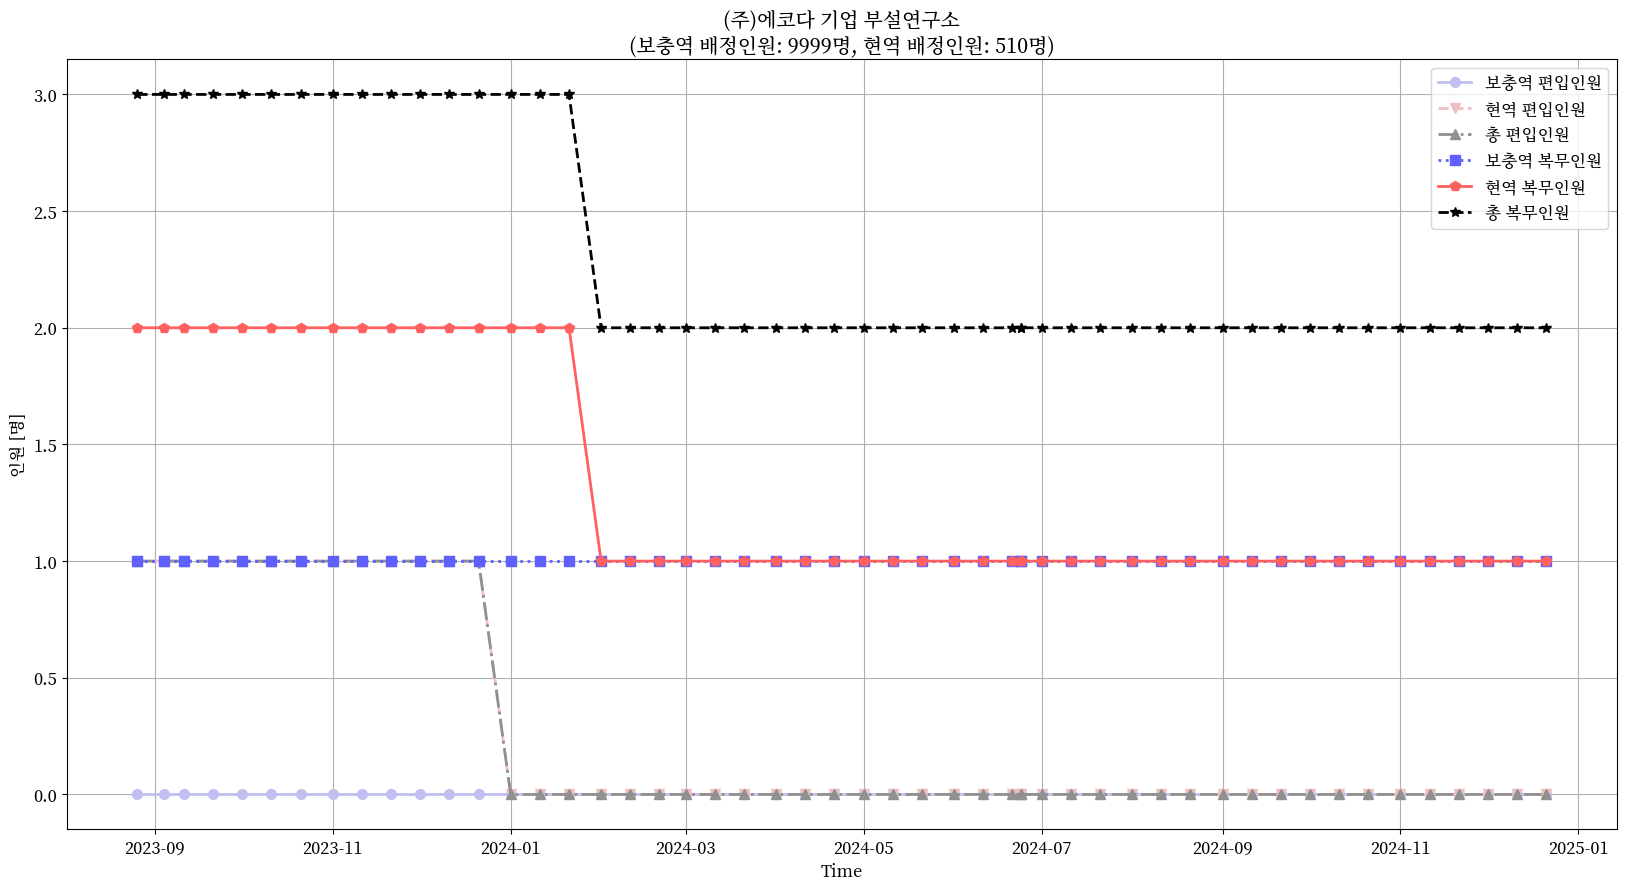 (주)에코다 기업 부설연구소
(보충역 배정인원: 9999명, 현역 배정인원: 510명)
보충역 편입인원
현역 편입인원
총 편입인원
보충역 복무인원
현역 복무인원
총 복무인원
인원 [명]
3.0
2.5
2.0
1.5
1.0
0.5
0.0
2023-09 2023-11 2024-01 2024-03 2024-05 2024-07 2024-09 2024-11 2025-01
Time